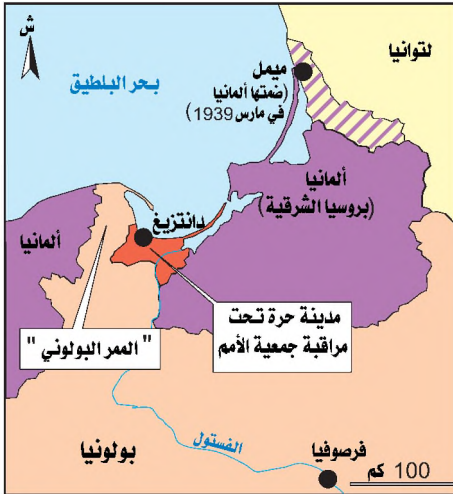 ش
لتوانيا
بحر البلطيق
ميمل
(ضمتها ألمانيا
في مارس 1939)
ألمانيا
(بروسيا الشرقية)
دانتزيغ
ألمانيا
مدينة حرة تحت
مراقبة جمعية الأمم
" الممر البولوني "
الفستول
بولونيا
فرصوفيا
100 كم